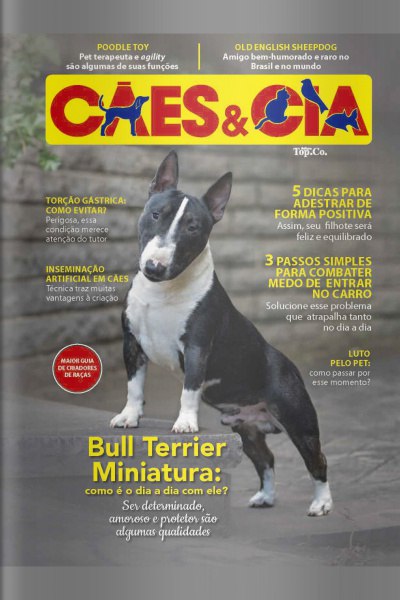 POODLE TOY
Pet terapeuta e agility
são algumas de suas funções
OLD ENGLISH SHEEPDOG
Amigo bem-humorado e raro no
Brasil e no mundo
CÃES&CIA
Top.Co.
TORÇÃO GÁSTRICA:
COMO EVITAR?
Perigosa, essa
condição merece
atenção do tutor
INSEMINAÇÃO
ARTIFICIAL EM CÃES
Técnica traz muitas
vantagens à criação
MAIOR GUIA
DE CRIADORES
DE RAÇAS
5 DICAS PARA
ADESTRAR DE
FORMA POSITIVA
Assim, seu filhote será
feliz e equilibrado
3 PASSOS SIMPLES
PARA COMBATER
MEDO DE ENTRAR
NO CARRO
Solucione esse problema
que atrapalha tanto
no dia a dia
LUTO
PELO PET:
como passar por
esse momento?
Bull Terrier
Miniatura:
como é o dia a dia com ele?
Ser determinado,
amoroso e protetor são
algumas qualidades